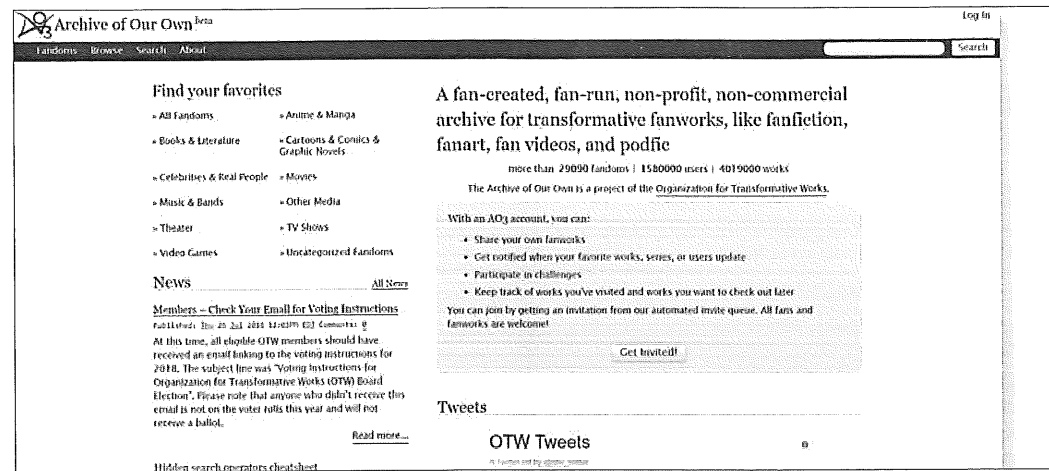 Archive of Our Own Beta
Log In
Fandoms Browse Search About
Search
Find your favorites
» All Fandoms
» Anime & Manga
» Books & Literature
» Cartoons & Comics & Graphic Novels
» Celebrities & Real People
» Movies
» Music & Bands
» Other Media
» Theater
» TV Shows
» Video Games
» Uncategorized Fandoms
News
All News
Members – Check Your Email for Voting Instructions
Published: Thu 2018 Comments:
At this time, all eligible OTW members should have
received an email linking to the voting instructions for
2018. The subject line was "Voting Instructions for
Organization for Transformative Works (OTW) Board
Election". Please note that anyone who didn't receive this
email is not on the voter rolls this year and will not
receive a ballot.
Read more...
Hidden search operators cheatsheet
A fan-created, fan-run, non-profit, non-commercial
archive for transformative fanworks, like fanfiction,
fanart, fan videos, and podfic
more than 29090 fandoms | 1580000 users | 4019000 works
The Archive of Our Own is a project of the Organization for Transformative Works.
With an AO3 account, you can:
• Share your own fanworks
• Get notified when your favorite works, series, or users update
• Participate in challenges
• Keep track of works you've visited and works you want to check out later
You can join by getting an invitation from our automated invite queue. All fans and
fanworks are welcome!
Get Invited!
Tweets
OTW Tweets